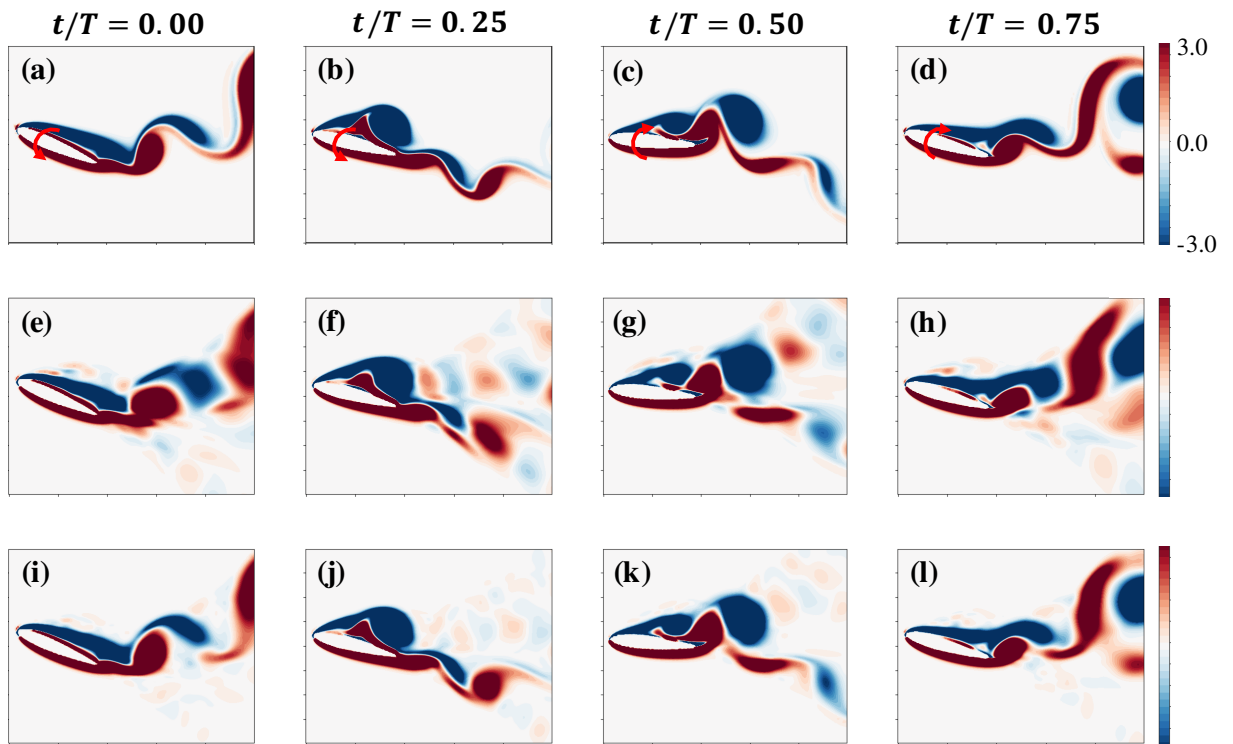 t/T = 0.00 t/T = 0.25 t/T = 0.50 t/T = 0.75
(a) (b) (c) (d) 3.0
0.0
-3.0
(e) (f) (g) (h)
(i) (j) (k) (l)